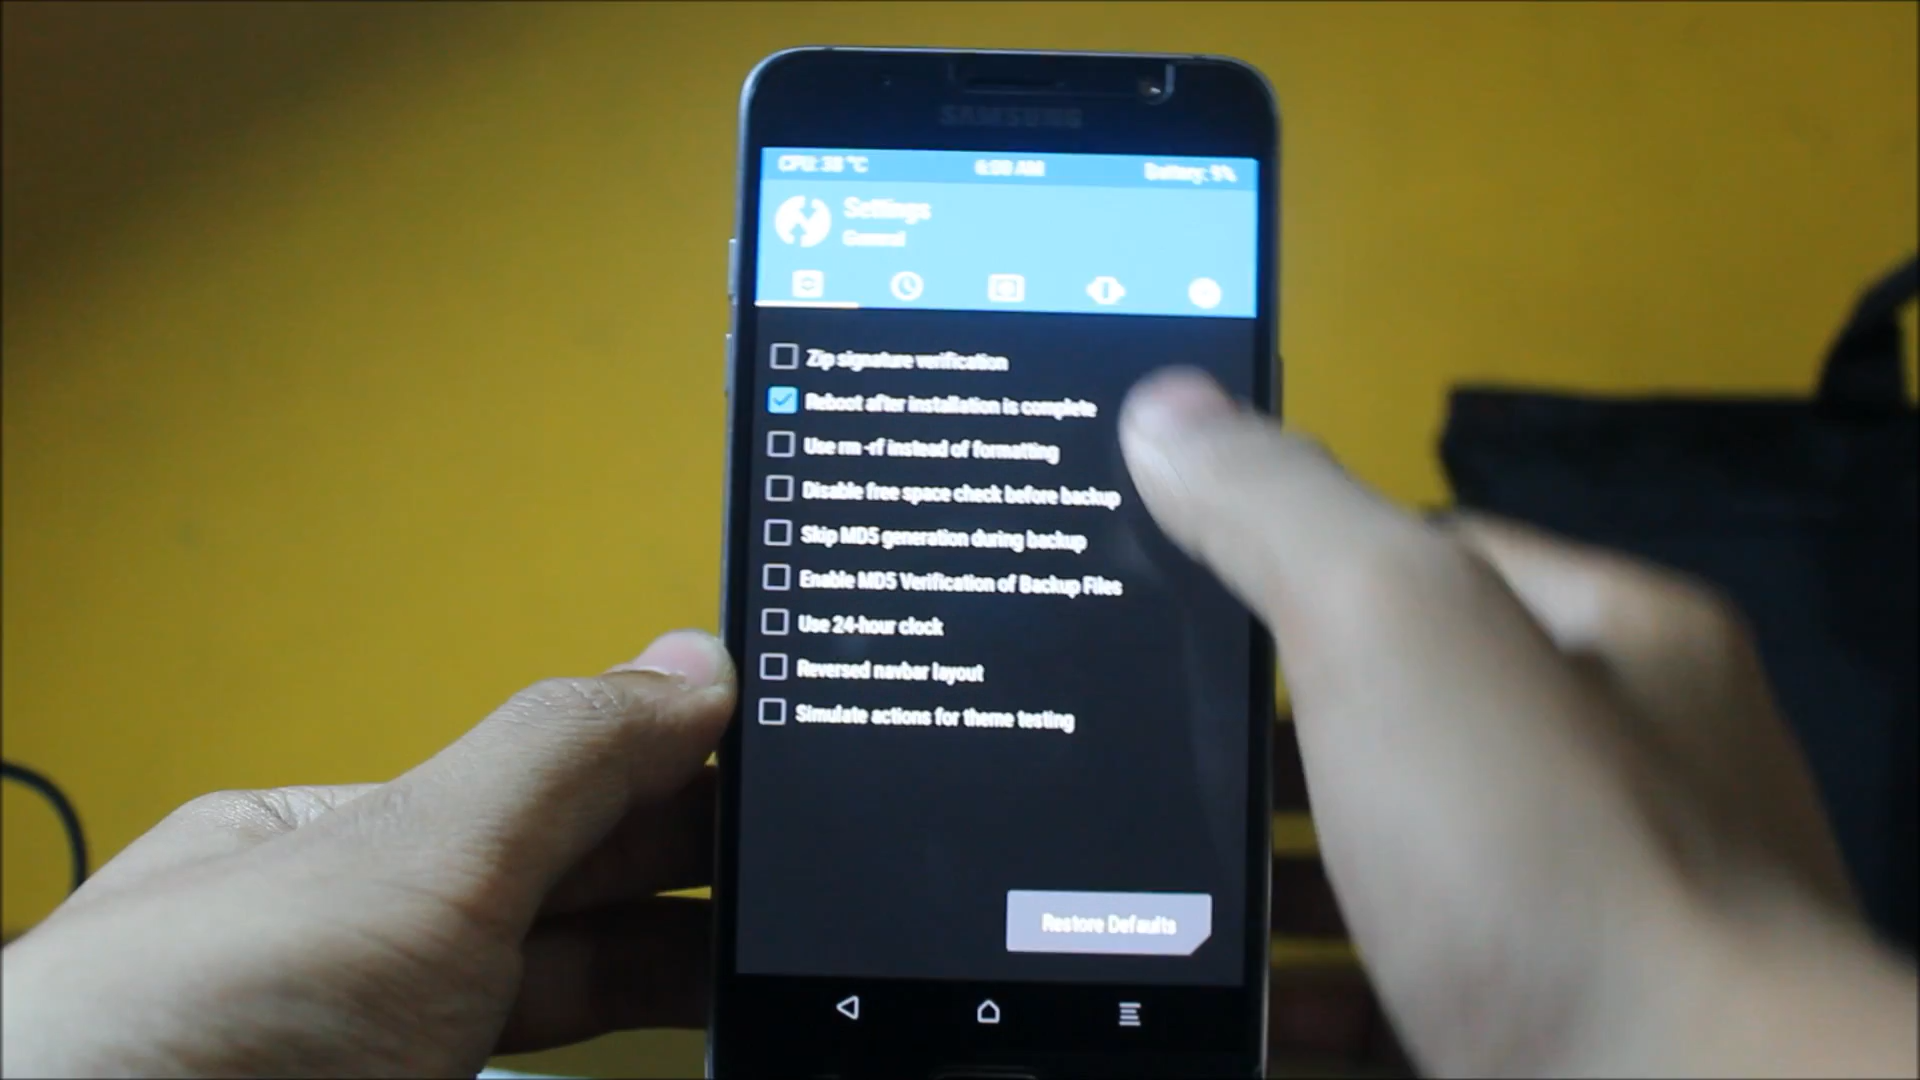 SAMSUNG
CPU: 38 °C 6:00 AM Battery: 9%
Settings
General
Zip signature verification
Reboot after installation is complete
Use rm -rf instead of formatting
Disable free space check before backup
Skip MD5 generation during backup
Enable MD5 Verification of Backup Files
Use 24-hour clock
Reversed navbar layout
Simulate actions for theme testing
Restore Defaults